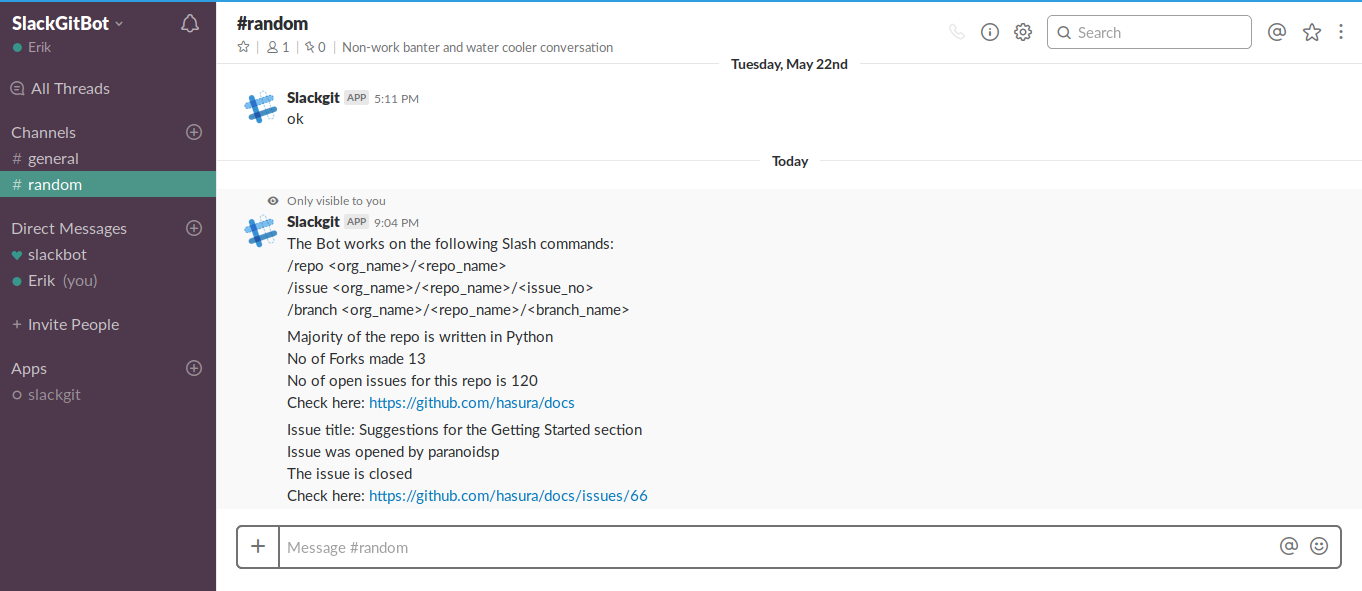 SlackGitBot
Erik
All Threads
Channels
# general
# random
Direct Messages
slackbot
Erik (you)
+ Invite People
Apps
slackgit
#random
1 | 0 | Non-work banter and water cooler conversation
Search
Tuesday, May 22nd
Slackgit APP 5:11 PM
ok
Today
Only visible to you
Slackgit APP 9:04 PM
The Bot works on the following Slash commands:
/repo <org_name>/<repo_name>
/issue <org_name>/<repo_name>/<issue_no>
/branch <org_name>/<repo_name>/<branch_name>
Majority of the repo is written in Python
No of Forks made 13
No of open issues for this repo is 120
Check here: https://github.com/hasura/docs
Issue title: Suggestions for the Getting Started section
Issue was opened by paranoidsp
The issue is closed
Check here: https://github.com/hasura/docs/issues/66
Message #random